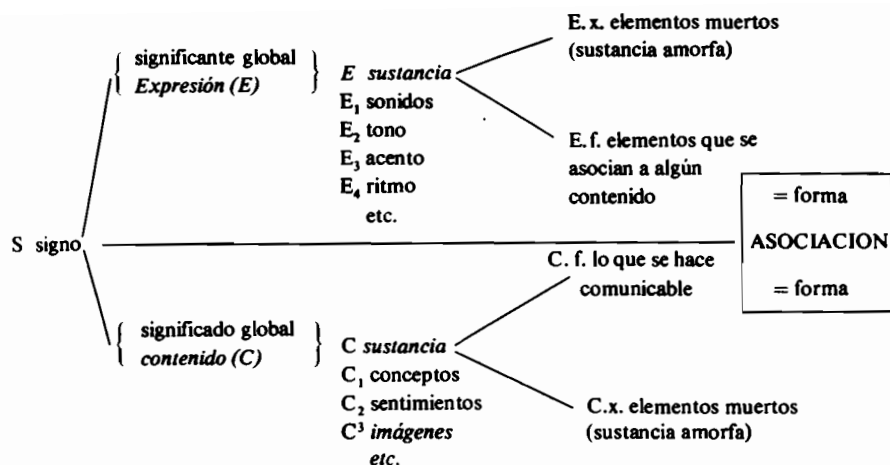 E. x. elementos muertos
(sustancia amorfa)
significante global
Expresión (E)
E sustancia
E₁ sonidos
E₂ tono
E₃ acento
E₄ ritmo
etc.
E. f. elementos que se
asocian a algún
contenido
= forma
S signo
ASOCIACION
C. f. lo que se hace
comunicable
= forma
significado global
contenido (C)
C sustancia
C₁ conceptos
C₂ sentimientos
C³ imágenes
etc.
C.x. elementos muertos
(sustancia amorfa)